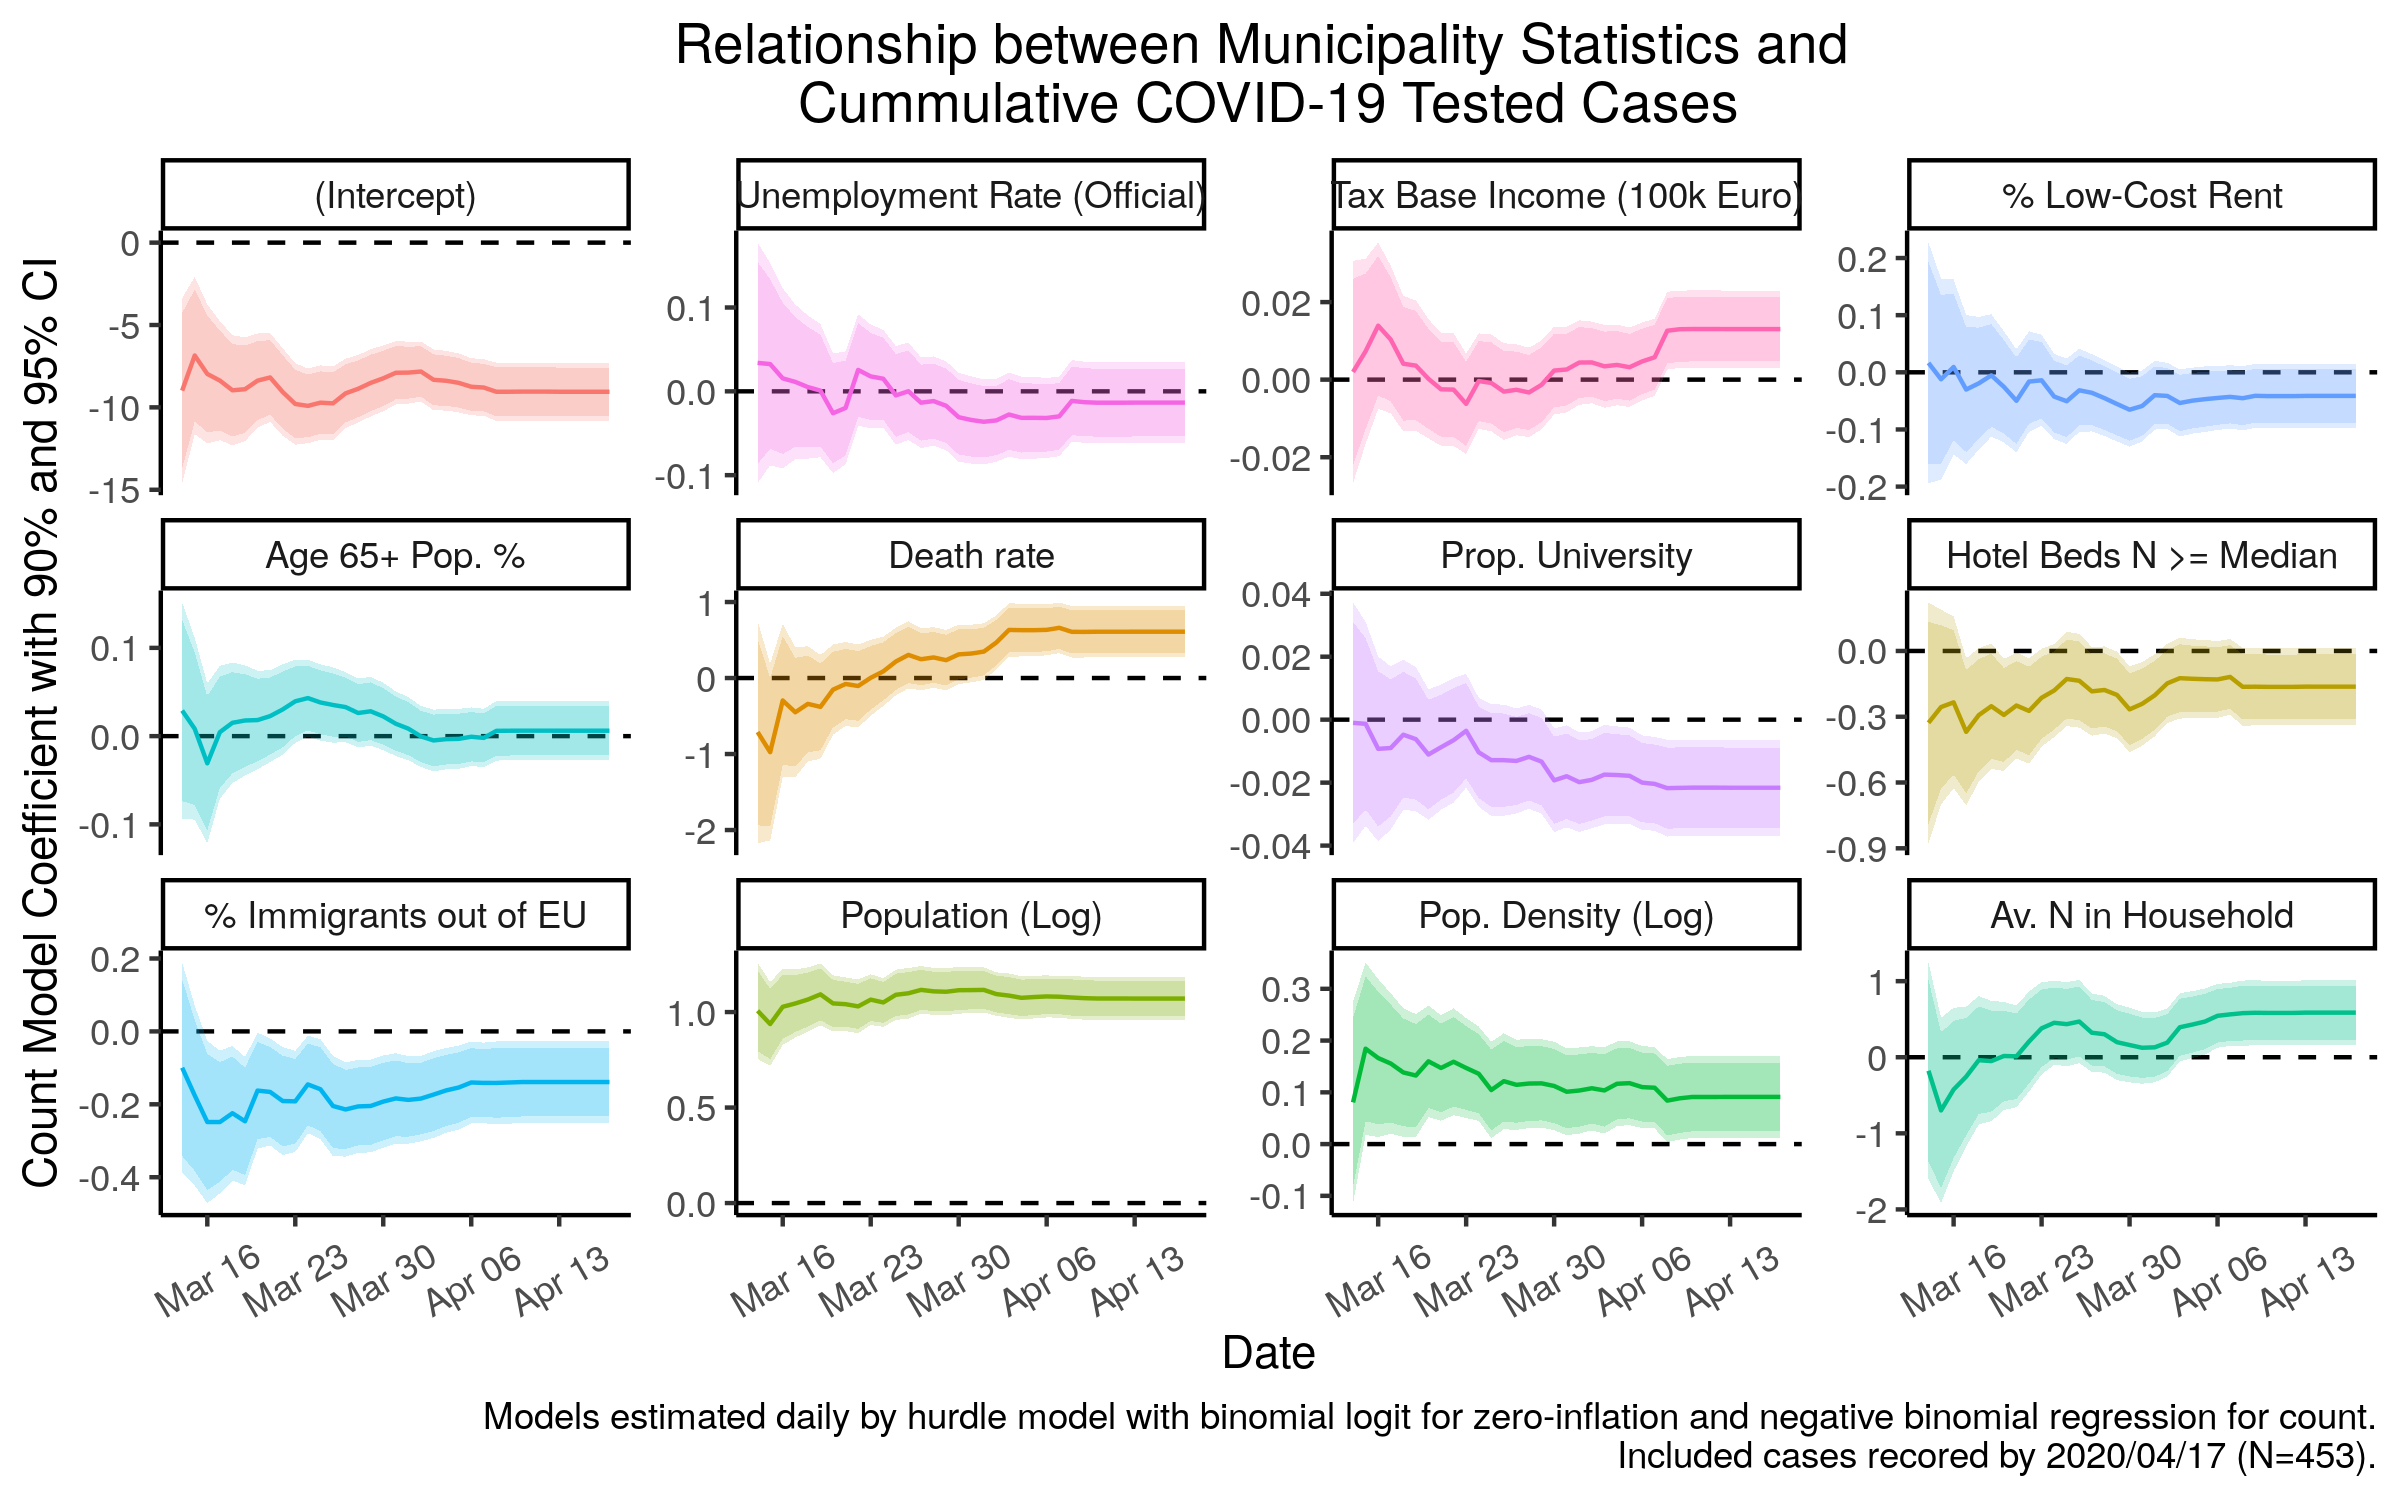 Relationship between Municipality Statistics and
Cummulative COVID-19 Tested Cases
Count Model Coefficient with 90% and 95% CI
(Intercept)
0
-5
-10
-15
Unemployment Rate (Official)
0.1
0.0
-0.1
Tax Base Income (100k Euro)
0.02
0.00
-0.02
% Low-Cost Rent
0.2
0.1
0.0
-0.1
-0.2
Age 65+ Pop. %
0.1
0.0
-0.1
Death rate
1
0
-1
-2
Prop. University
0.04
0.02
0.00
-0.02
-0.04
Hotel Beds N >= Median
0.0
-0.3
-0.6
-0.9
% Immigrants out of EU
0.2
0.0
-0.2
-0.4
Population (Log)
1.0
0.5
0.0
Pop. Density (Log)
0.3
0.2
0.1
0.0
-0.1
Av. N in Household
1
0
-1
-2
Mar 16 Mar 23 Mar 30 Apr 06 Apr 13
Mar 16 Mar 23 Mar 30 Apr 06 Apr 13
Mar 16 Mar 23 Mar 30 Apr 06 Apr 13
Mar 16 Mar 23 Mar 30 Apr 06 Apr 13
Date
Models estimated daily by hurdle model with binomial logit for zero-inflation and negative binomial regression for count.
Included cases recored by 2020/04/17 (N=453).